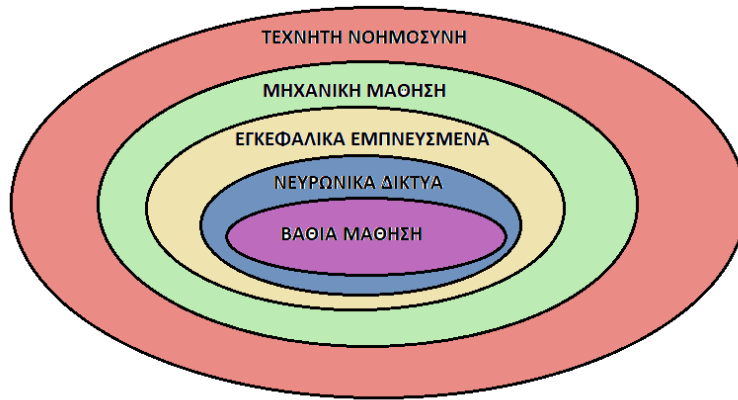 ΤΕΧΝΗΤΗ ΝΟΗΜΟΣΥΝΗ
ΜΗΧΑΝΙΚΗ ΜΑΘΗΣΗ
ΕΓΚΕΦΑΛΙΚΑ ΕΜΠΝΕΥΣΜΕΝΑ
ΝΕΥΡΩΝΙΚΑ ΔΙΚΤΥΑ
ΒΑΘΙΑ ΜΑΘΗΣΗ